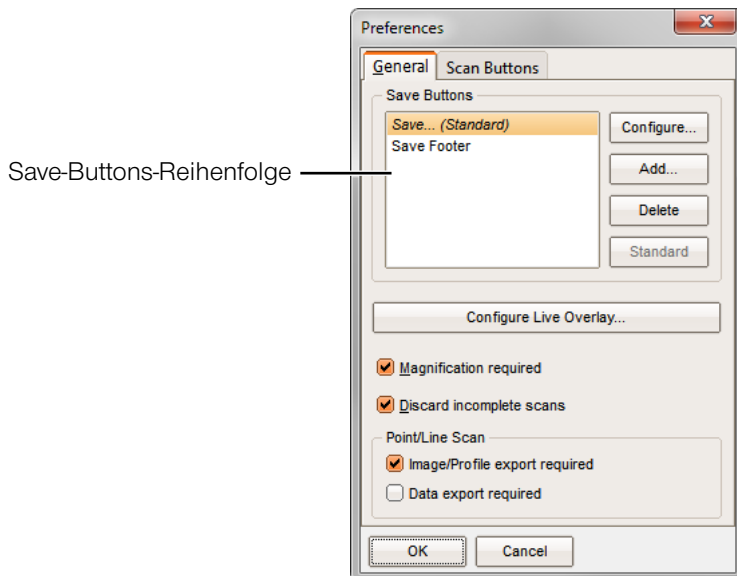 Preferences
General Scan Buttons
Save Buttons
Save... (Standard)
Save Footer
Configure...
Add...
Delete
Standard
Save-Buttons-Reihenfolge
Configure Live Overlay...
Magnification required
Discard incomplete scans
Point/Line Scan
Image/Profile export required
Data export required
OK Cancel